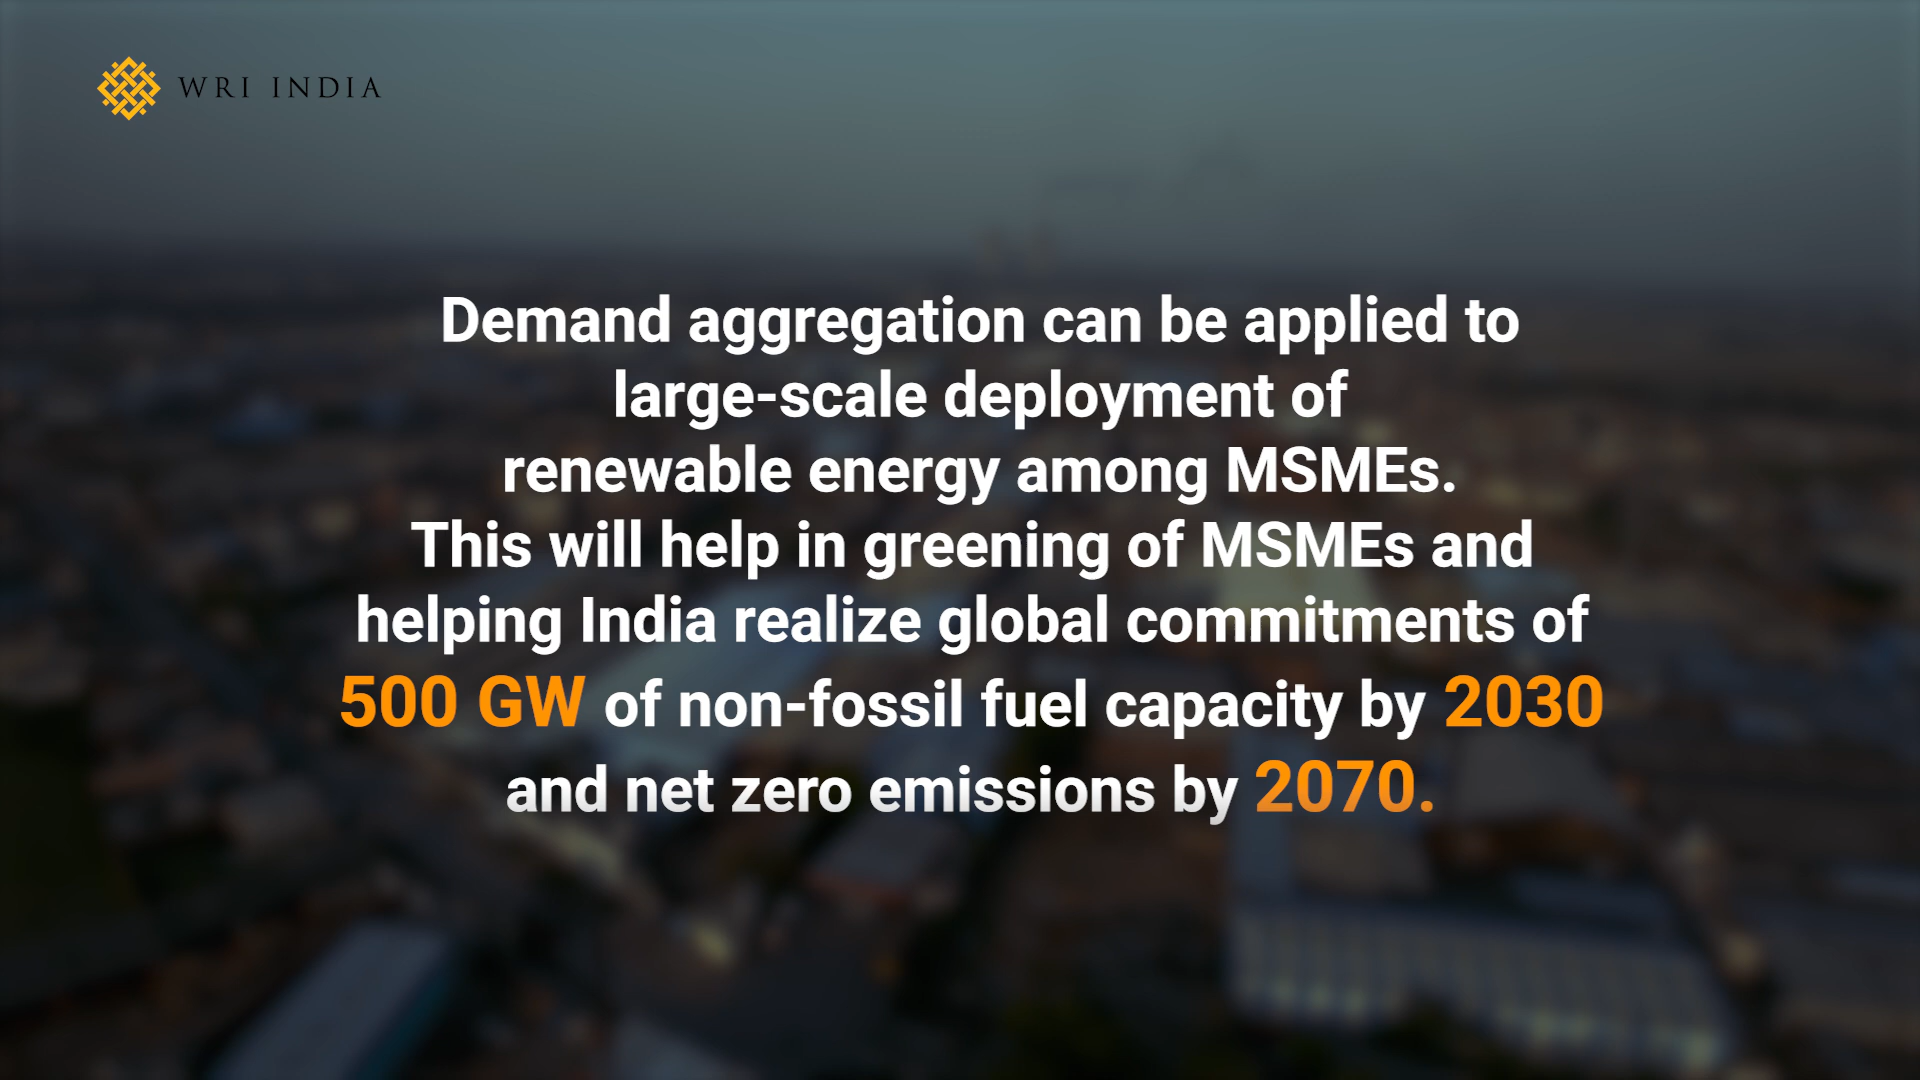 WRI INDIA
Demand aggregation can be applied to
large-scale deployment of
renewable energy among MSMEs.
This will help in greening of MSMEs and
helping India realize global commitments of
500 GW of non-fossil fuel capacity by 2030
and net zero emissions by 2070.